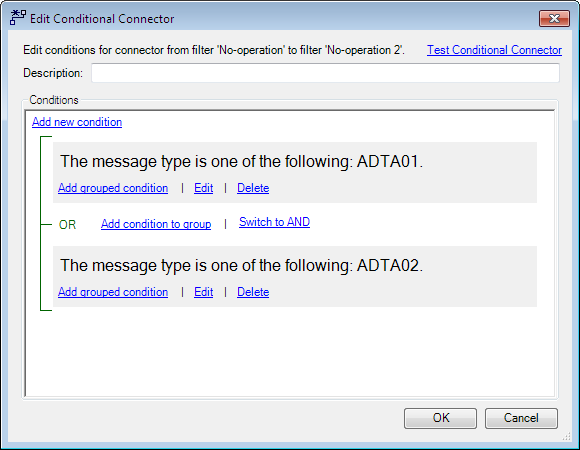 Edit Conditional Connector
Edit conditions for connector from filter 'No-operation' to filter 'No-operation 2'. Test Conditional Connector
Description:
Conditions
Add new condition
The message type is one of the following: ADTA01.
Add grouped condition | Edit | Delete
OR Add condition to group | Switch to AND
The message type is one of the following: ADTA02.
Add grouped condition | Edit | Delete
OK Cancel